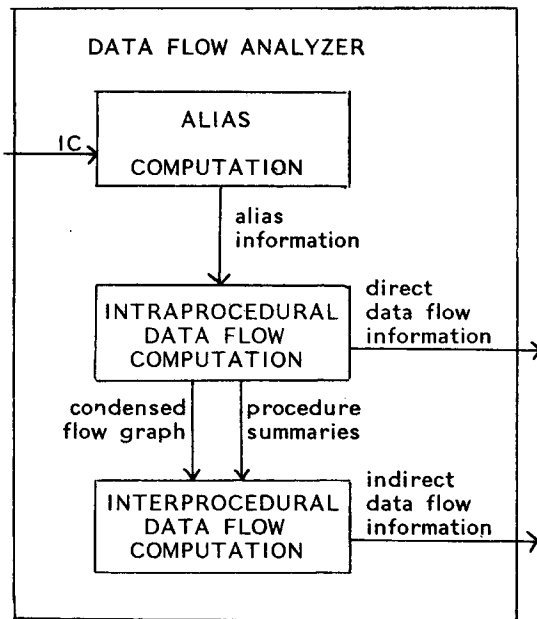 DATA FLOW ANALYZER
ALIAS
COMPUTATION
IC
alias
information
INTRAPROCEDURAL
DATA FLOW
COMPUTATION
direct
data flow
information
condensed
flow graph
procedure
summaries
INTERPROCEDURAL
DATA FLOW
COMPUTATION
indirect
data flow
information